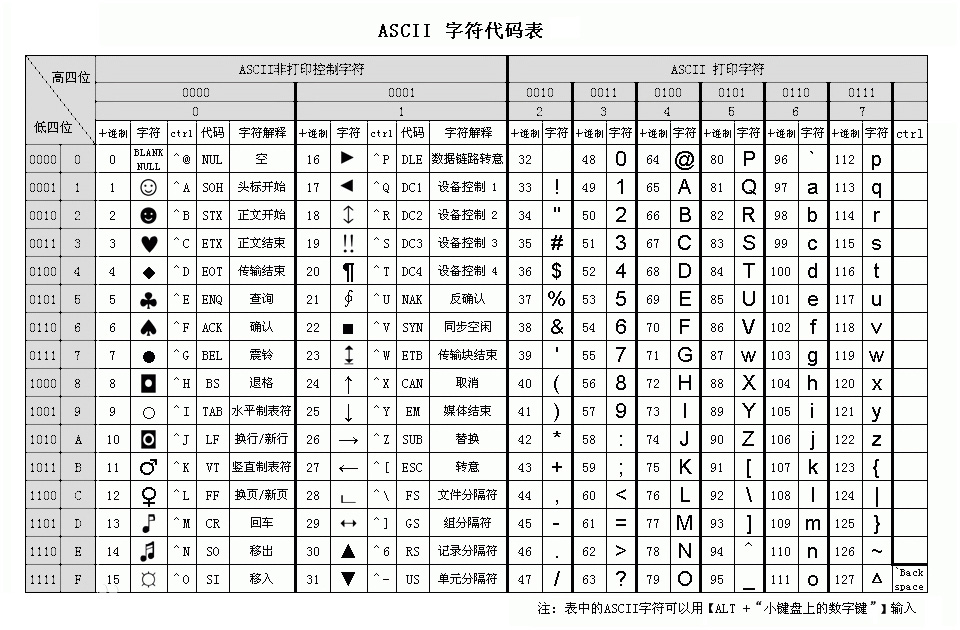 ASCII 字符代码表
高四位 ASCII非打印控制字符 ASCII 打印字符
0000 0001 0010 0011 0100 0101 0110 0111
低四位 0 1 2 3 4 5 6 7
十进制 字符 ctrl 代码 字符解释 十进制 字符 ctrl 代码 字符解释 十进制 字符 十进制 字符 十进制 字符 十进制 字符 十进制 字符 十进制 字符 ctrl
0000 0 0 BLANK NULL ^@ NUL 空 16 ► ^P DLE 数据链路转意 32 48 0 64 @ 80 P 96 ` 112 p
0001 1 1 ☺ ^A SOH 头标开始 17 ◄ ^Q DC1 设备控制 1 33 ! 49 1 65 A 81 Q 97 a 113 q
0010 2 2 ☻ ^B STX 正文开始 18 ↕ ^R DC2 设备控制 2 34 " 50 2 66 B 82 R 98 b 114 r
0011 3 3 ♥ ^C ETX 正文结束 19 ‼ ^S DC3 设备控制 3 35 # 51 3 67 C 83 S 99 c 115 s
0100 4 4 ♦ ^D EOT 传输结束 20 ¶ ^T DC4 设备控制 4 36 $ 52 4 68 D 84 T 100 d 116 t
0101 5 5 ♣ ^E ENQ 查询 21 ∮ ^U NAK 反确认 37 % 53 5 69 E 85 U 101 e 117 u
0110 6 6 ♠ ^F ACK 确认 22 ■ ^V SYN 同步空闲 38 & 54 6 70 F 86 V 102 f 118 v
0111 7 7 ● ^G BEL 震铃 23 ↨ ^W ETB 传输块结束 39 ' 55 7 71 G 87 w 103 g 119 w
1000 8 8 ◘ ^H BS 退格 24 ↑ ^X CAN 取消 40 ( 56 8 72 H 88 X 104 h 120 x
1001 9 9 ○ ^I TAB 水平制表符 25 ↓ ^Y EM 媒体结束 41 ) 57 9 73 I 89 Y 105 i 121 y
1010 A 10 ◙ ^J LF 换行/新行 26 → ^Z SUB 替换 42 * 58 : 74 J 90 Z 106 j 122 z
1011 B 11 ♂ ^K VT 竖直制表符 27 ← ^[ ESC 转意 43 + 59 ; 75 K 91 [ 107 k 123 {
1100 C 12 ♀ ^L FF 换页/新页 28 ∟ ^\ FS 文件分隔符 44 , 60 < 76 L 92 \ 108 l 124 |
1101 D 13 ♪ ^M CR 回车 29 ↔ ^] GS 组分隔符 45 - 61 = 77 M 93 ] 109 m 125 }
1110 E 14 ♫ ^N SO 移出 30 ▲ ^6 RS 记录分隔符 46 . 62 > 78 N 94 ^ 110 n 126 ~
1111 F 15 ☼ ^O SI 移入 31 ▼ ^- US 单元分隔符 47 / 63 ? 79 O 95 _ 111 o 127 Δ ^Back space
注：表中的ASCII字符可以用【ALT +“小键盘上的数字键”】输入